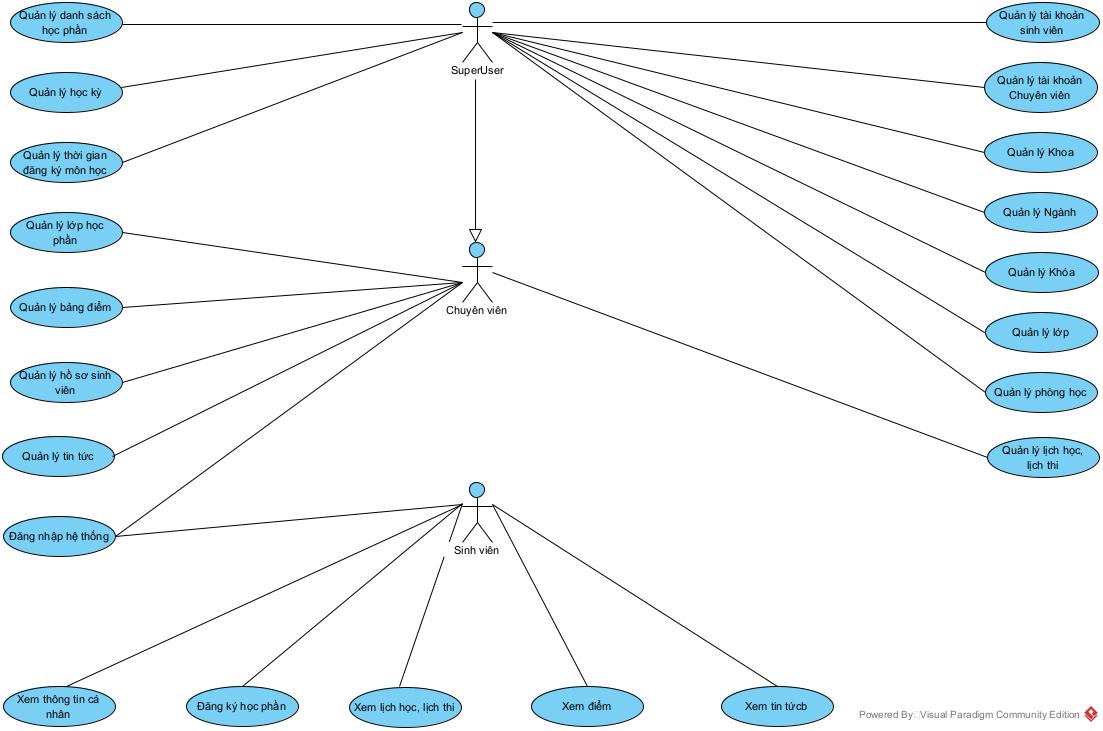 Quản lý danh sách
học phần
SuperUser
Quản lý tài khoản
sinh viên
Quản lý học kỳ
Quản lý tài khoản
Chuyên viên
Quản lý thời gian
đăng ký môn học
Quản lý Khoa
Quản lý Ngành
Quản lý lớp học
phần
Quản lý Khóa
Quản lý bảng điểm
Chuyên viên
Quản lý lớp
Quản lý hồ sơ sinh
viên
Quản lý phòng học
Quản lý tin tức
Quản lý lịch học,
lịch thi
Đăng nhập hệ thống
Sinh viên
Xem thông tin cá
nhân
Đăng ký học phần
Xem lịch học, lịch thi
Xem điểm
Xem tin tứcb
Powered By Visual Paradigm Community Edition